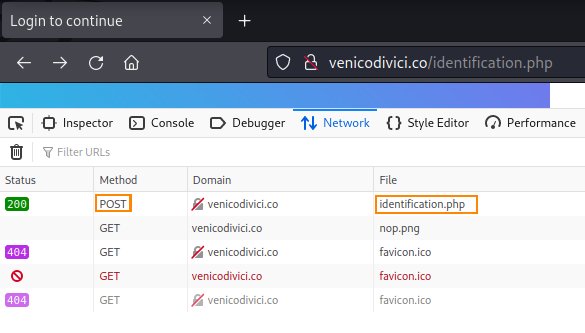 Login to continue
venicodivici.co/identification.php
Inspector Console Debugger Network Style Editor Performance
Filter URLs
Status Method Domain File
200 POST venicodivici.co identification.php
GET venicodivici.co nop.png
404 GET venicodivici.co favicon.ico
GET venicodivici.co favicon.ico
404 GET venicodivici.co favicon.ico